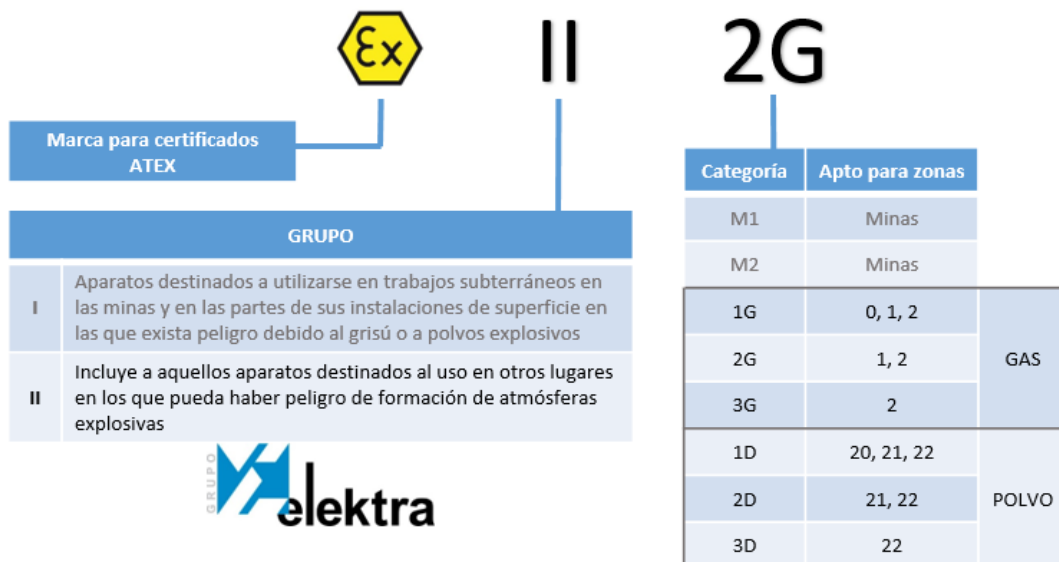 Ex II 2G
Marca para certificados
ATEX
GRUPO
I Aparatos destinados a utilizarse en trabajos subterráneos en
las minas y en las partes de sus instalaciones de superficie en
las que exista peligro debido al grisú o a polvos explosivos
II Incluye a aquellos aparatos destinados al uso en otros lugares
en los que pueda haber peligro de formación de atmósferas
explosivas
GRUPO
elektra
Categoría Apto para zonas
M1 Minas
M2 Minas
1G 0, 1, 2
2G 1, 2 GAS
3G 2
1D 20, 21, 22
2D 21, 22 POLVO
3D 22